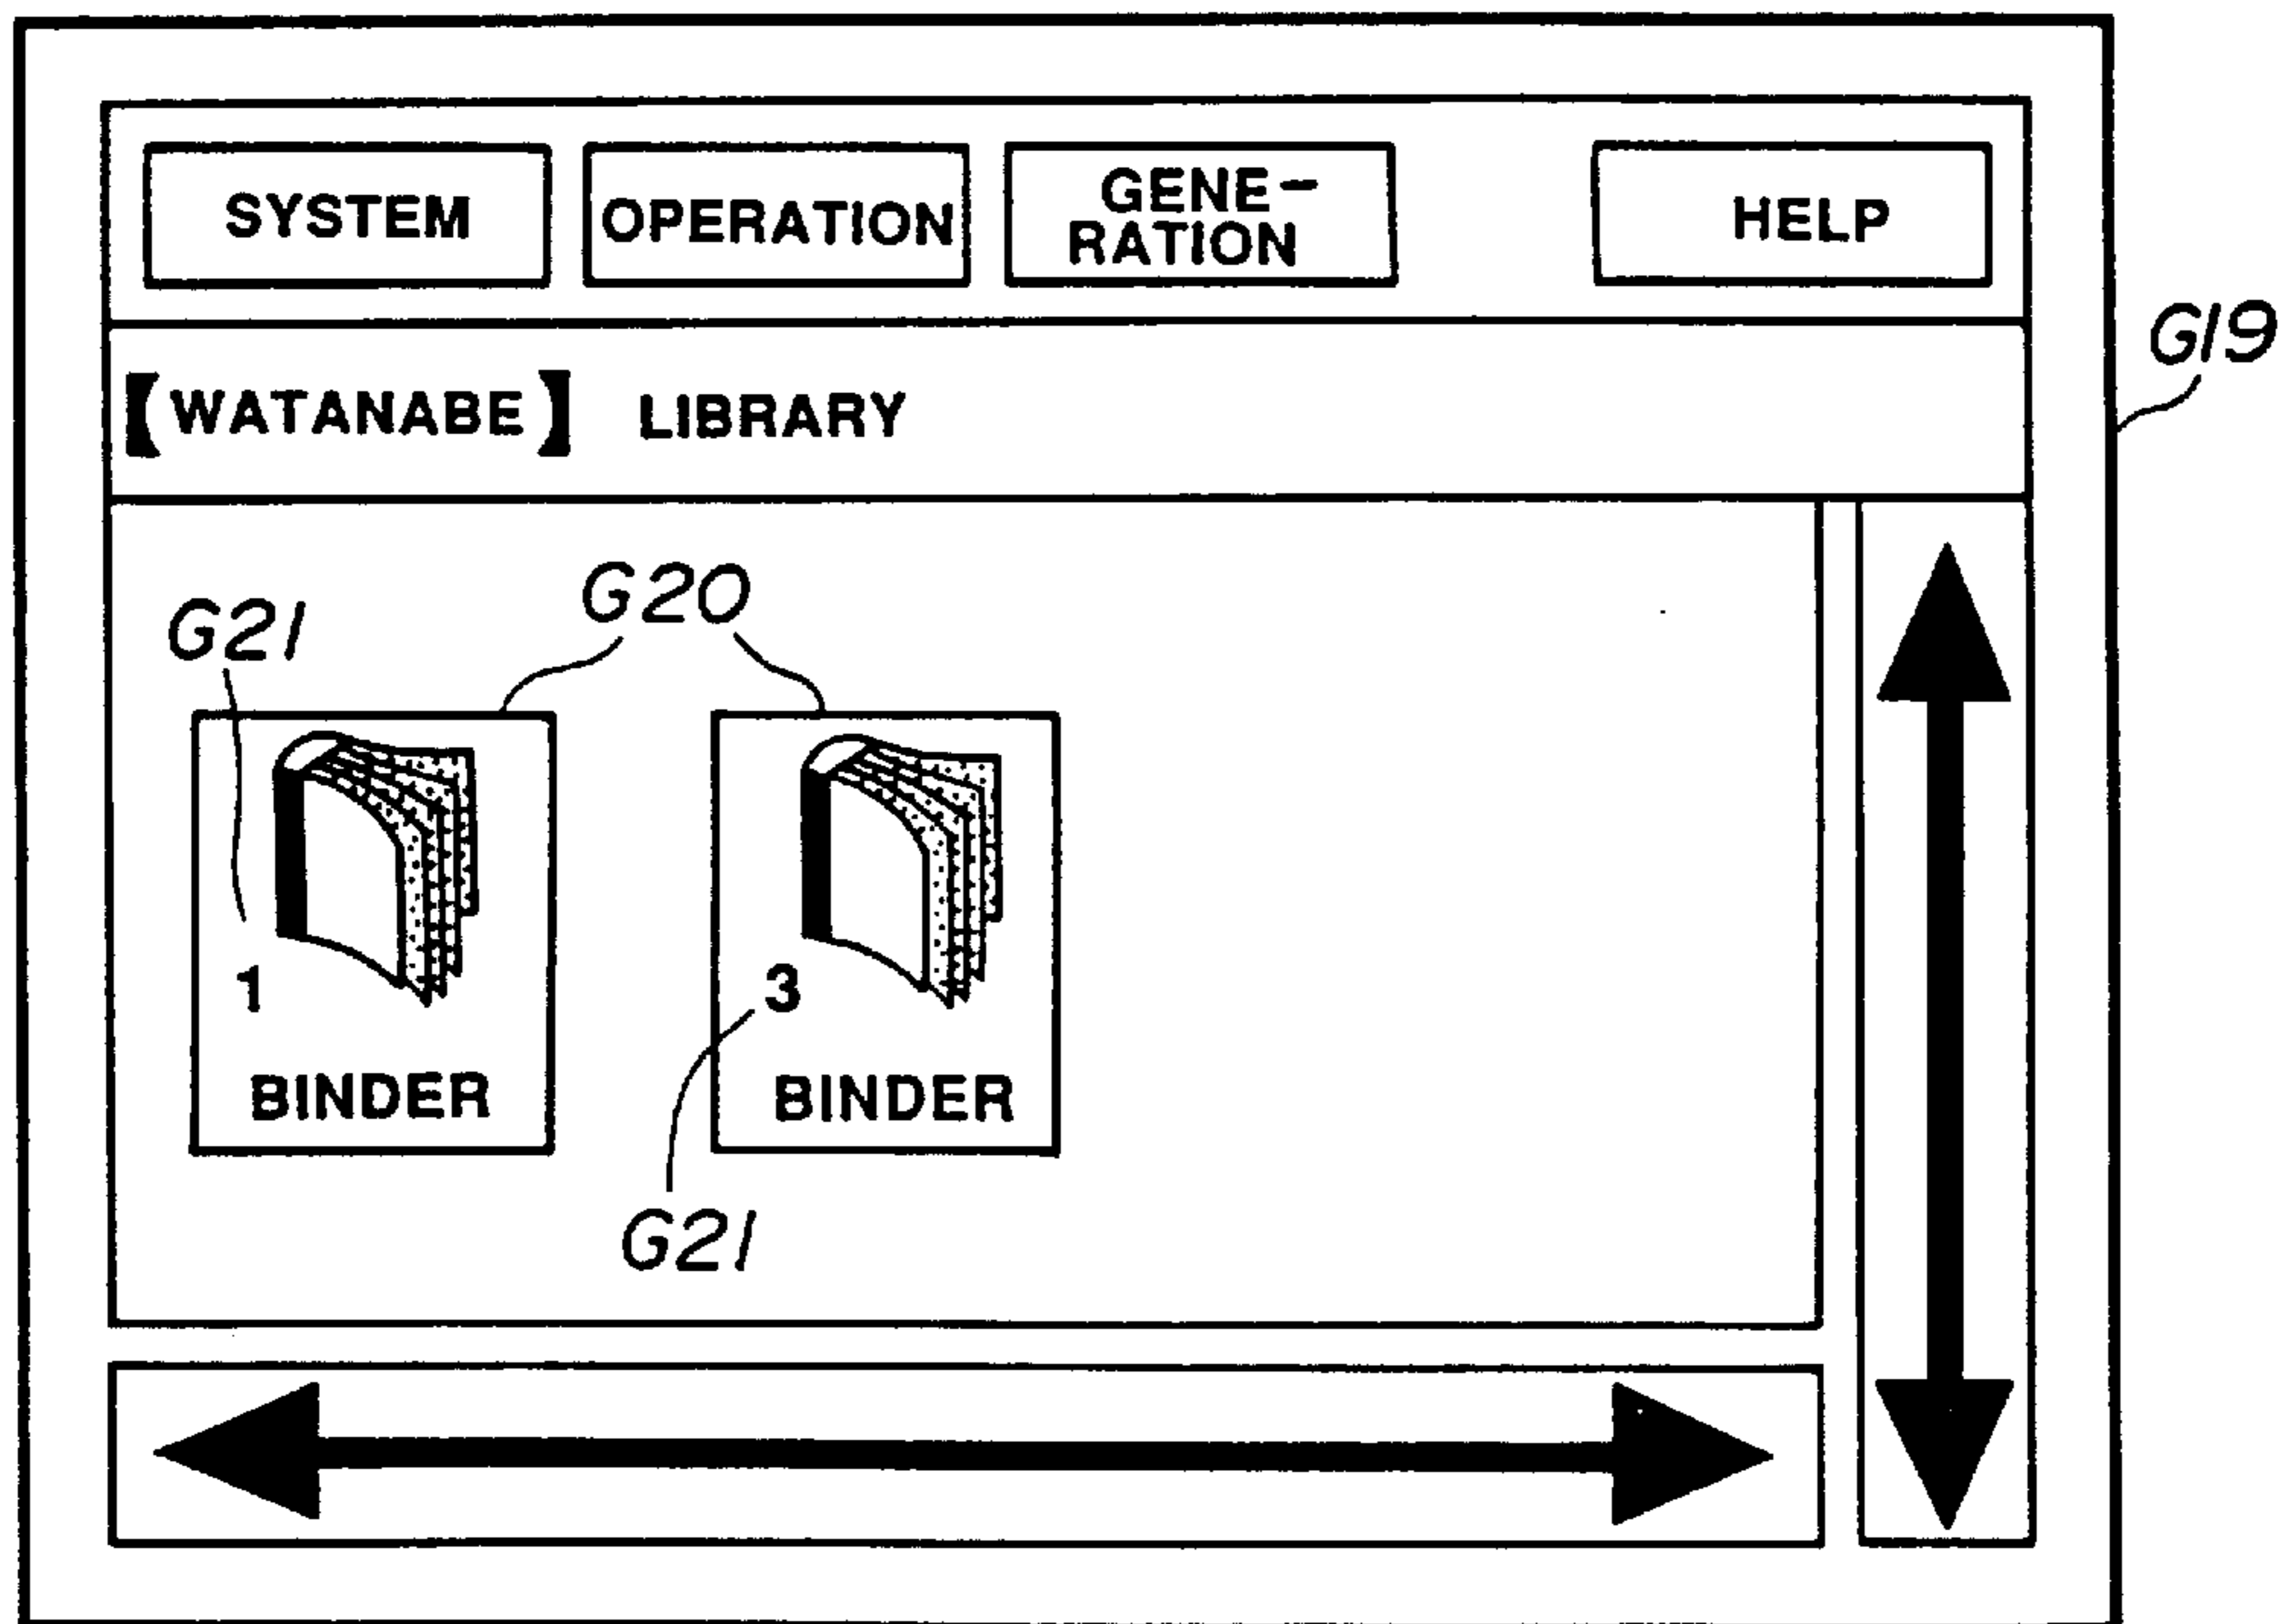 SYSTEM
OPERATION
GENE-
RATION
HELP
G19
【WATANABE】 LIBRARY
G21
G20
1
3
BINDER
BINDER
G21